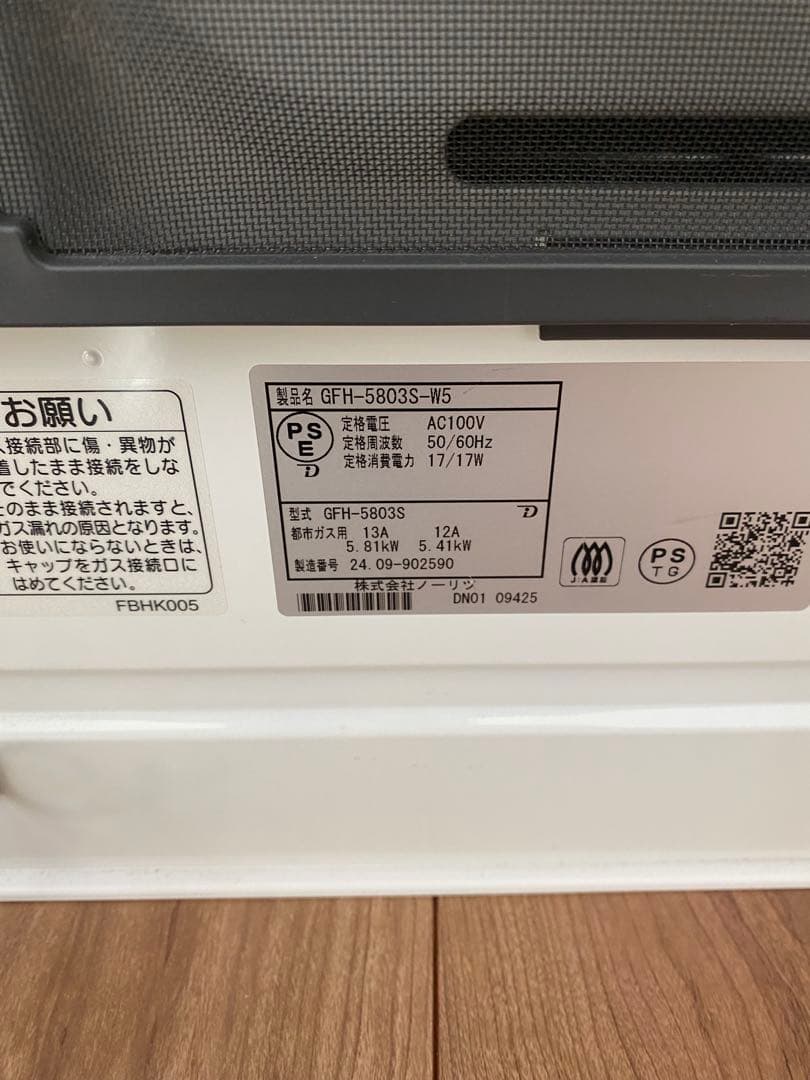 お願い
接続部に傷・異物が
着したまま接続をしな
でください。
のまま接続されますと、
ガス漏れの原因となります。
お使いにならないときは、
キャップをガス接続口に
はめてください。
FBHK005
製品名 GFH-5803S-W5
PS
E
定格電圧 AC100V
定格周波数 50/60Hz
定格消費電力 17/17W
型式 GFH-5803S
都市ガス用 13A 12A
5.81kW 5.41kW
製造番号 24.09-902590
株式会社ノーリツ
DN01 09425
JIA認証
PS
TG